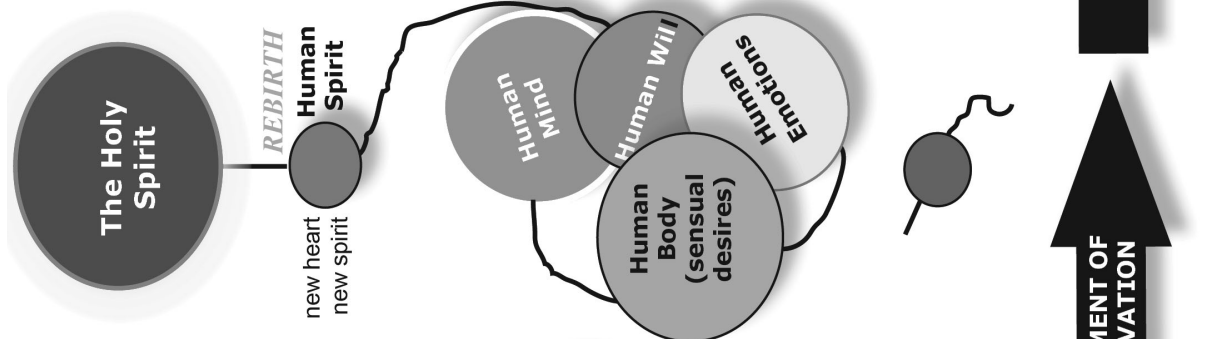 The Holy
Spirit
REBIRTH
Human
Spirit
new heart
new spirit
Human
Mind
Human Will
Human
Emotions
Human
Body
(sensual
desires)
MENT OF
VATION